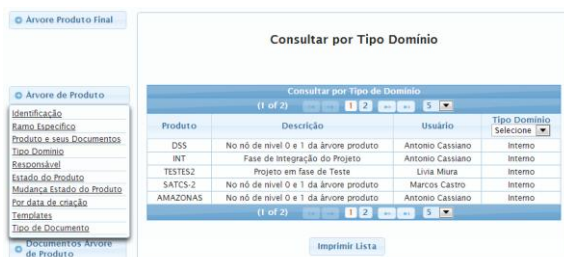 Árvore Produto Final
Consultar por Tipo Domínio
Árvore de Produto
Identificação
Ramo Específico
Produto e seus Documentos
Tipo Domínio
Responsável
Estado do Produto
Mudança Estado do Produto
Por data de criação
Templates
Tipo de Documento
Documentos Árvore de Produto
Consultar por Tipo de Domínio
(1 of 2) 1 2 5
Produto Descrição Usuário Tipo Domínio
Selecione
DSS No nó de nivel 0 e 1 da árvore produto Antonio Cassiano Interno
INT Fase de Integração do Projeto Antonio Cassiano Interno
TESTES2 Projeto em fase de Teste Livia Miura Interno
SATCS-2 No nó de nivel 0 e 1 da árvore produto Marcos Castro Interno
AMAZONAS No nó de nivel 0 e 1 da árvore produto Antonio Cassiano Interno
(1 of 2) 1 2 5
Imprimir Lista